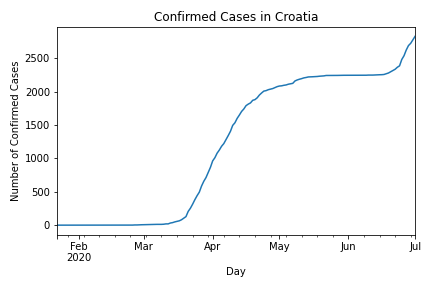 Confirmed Cases in Croatia
Number of Confirmed Cases
2500
2000
1500
1000
500
0
Feb Mar Apr May Jun Jul
2020
Day